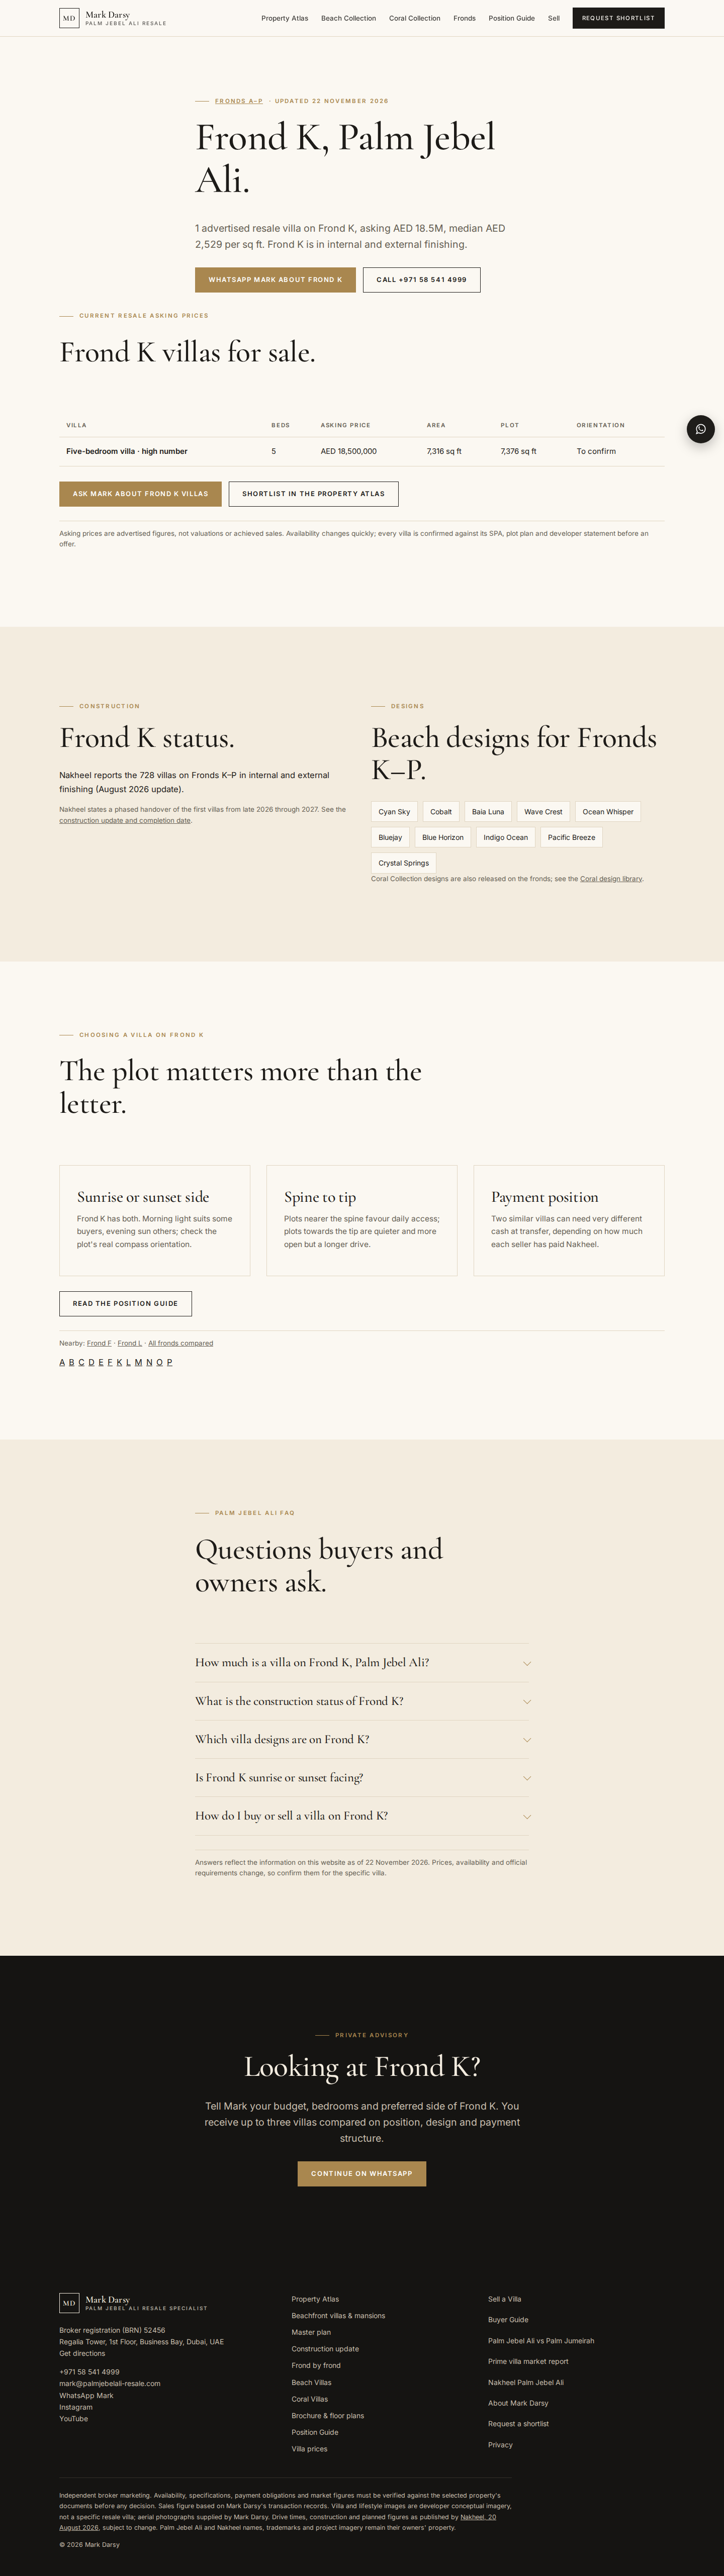 MD
Mark Darsy
PALM JEBEL ALI RESALE
Property Atlas
Beach Collection
Coral Collection
Fronds
Position Guide
Sell
REQUEST SHORTLIST
FRONDS A–P · UPDATED 22 NOVEMBER 2026
Frond K, Palm Jebel
Ali.
1 advertised resale villa on Frond K, asking AED 18.5M, median AED
2,529 per sq ft. Frond K is in internal and external finishing.
WHATSAPP MARK ABOUT FROND K
CALL +971 58 541 4999
CURRENT RESALE ASKING PRICES
Frond K villas for sale.
VILLA BEDS ASKING PRICE AREA PLOT ORIENTATION
Five-bedroom villa · high number 5 AED 18,500,000 7,316 sq ft 7,376 sq ft To confirm
ASK MARK ABOUT FROND K VILLAS
SHORTLIST IN THE PROPERTY ATLAS
Asking prices are advertised figures, not valuations or achieved sales. Availability changes quickly; every villa is confirmed against its SPA, plot plan and developer statement before an
offer.
CONSTRUCTION
Frond K status.
Nakheel reports the 728 villas on Fronds K–P in internal and external
finishing (August 2026 update).
Nakheel states a phased handover of the first villas from late 2026 through 2027. See the
construction update and completion date.
DESIGNS
Beach designs for Fronds
K–P.
Cyan Sky
Cobalt
Baia Luna
Wave Crest
Ocean Whisper
Bluejay
Blue Horizon
Indigo Ocean
Pacific Breeze
Crystal Springs
Coral Collection designs are also released on the fronds; see the Coral design library.
CHOOSING A VILLA ON FROND K
The plot matters more than the
letter.
Sunrise or sunset side
Frond K has both. Morning light suits some
buyers, evening sun others; check the
plot's real compass orientation.
Spine to tip
Plots nearer the spine favour daily access;
plots towards the tip are quieter and more
open but a longer drive.
Payment position
Two similar villas can need very different
cash at transfer, depending on how much
each seller has paid Nakheel.
READ THE POSITION GUIDE
Nearby: Frond F · Frond L · All fronds compared
A B C D E F K L M N O P
PALM JEBEL ALI FAQ
Questions buyers and
owners ask.
How much is a villa on Frond K, Palm Jebel Ali?
What is the construction status of Frond K?
Which villa designs are on Frond K?
Is Frond K sunrise or sunset facing?
How do I buy or sell a villa on Frond K?
Answers reflect the information on this website as of 22 November 2026. Prices, availability and official
requirements change, so confirm them for the specific villa.
PRIVATE ADVISORY
Looking at Frond K?
Tell Mark your budget, bedrooms and preferred side of Frond K. You
receive up to three villas compared on position, design and payment
structure.
CONTINUE ON WHATSAPP
MD
Mark Darsy
PALM JEBEL ALI RESALE SPECIALIST
Broker registration (BRN) 52456
Regalia Tower, 1st Floor, Business Bay, Dubai, UAE
Get directions
+971 58 541 4999
mark@palmjebelali-resale.com
WhatsApp Mark
Instagram
YouTube
Property Atlas
Beachfront villas & mansions
Master plan
Construction update
Frond by frond
Beach Villas
Coral Villas
Brochure & floor plans
Position Guide
Villa prices
Sell a Villa
Buyer Guide
Palm Jebel Ali vs Palm Jumeirah
Prime villa market report
Nakheel Palm Jebel Ali
About Mark Darsy
Request a shortlist
Privacy
Independent broker marketing. Availability, specifications, payment obligations and market figures must be verified against the selected property's
documents before any decision. Sales figure based on Mark Darsy's transaction records. Villa and lifestyle images are developer conceptual imagery,
not a specific resale villa; aerial photographs supplied by Mark Darsy. Drive times, construction and planned figures as published by Nakheel, 20
August 2026, subject to change. Palm Jebel Ali and Nakheel names, trademarks and project imagery remain their owners' property.
© 2026 Mark Darsy